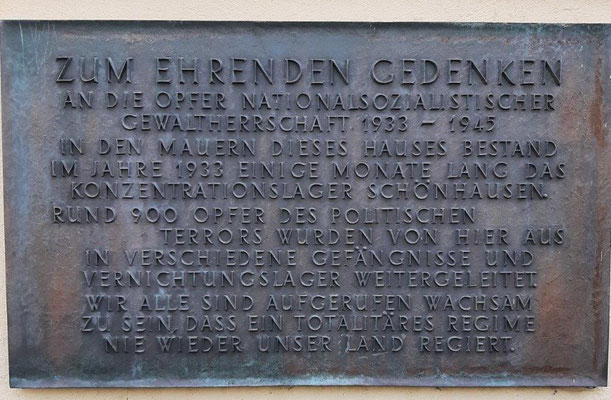 ZUM EHRENDEN GEDENKEN
AN DIE OPFER NATIONALSOZIALISTISCHER
GEWALTHERRSCHAFT 1933 – 1945
IN DEN MAUERN DIESES HAUSES BESTAND
IM JAHRE 1933 EINIGE MONATE LANG DAS
KONZENTRATIONSLAGER SCHÖNHAUSEN.
RUND 900 OPFER DES POLITISCHEN
TERRORS WURDEN VON HIER AUS
IN VERSCHIEDENE GEFÄNGNISSE UND
VERNICHTUNGSLAGER WEITERGELEITET.
WIR ALLE SIND AUFGERUFEN WACHSAM
ZU SEIN, DASS EIN TOTALITÄRES REGIME
NIE WIEDER UNSER LAND REGIERT.